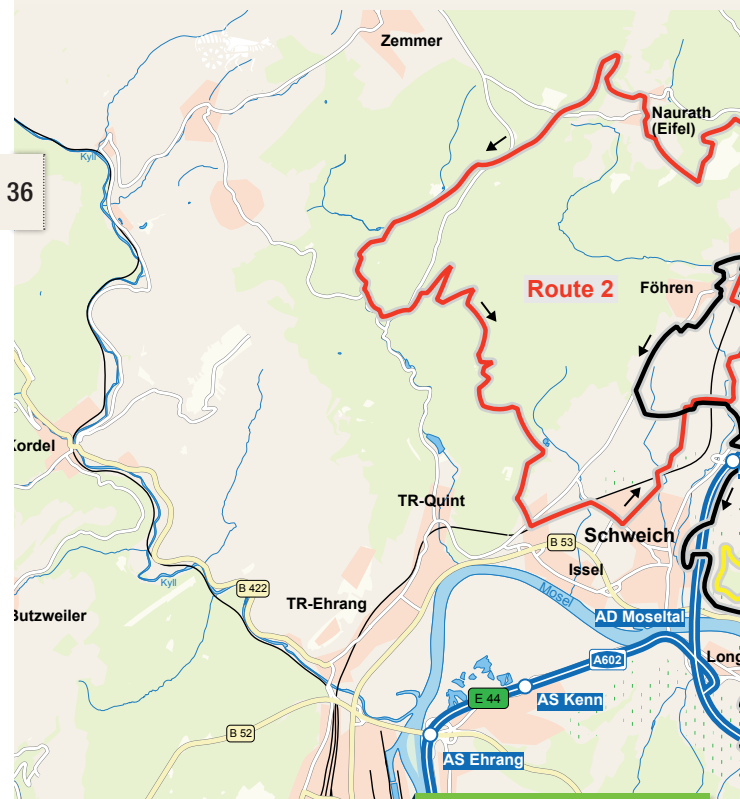 Zemmer
Naurath
(Eifel)
Kyll
36
Route 2
Föhren
Kordel
TR-Quint
Schweich
B 53
Issel
Kyll
B 422
Mosel
TR-Ehrang
Butzweiler
AD Moseltal
A602
Long
E 44
AS Kenn
B 52
AS Ehrang